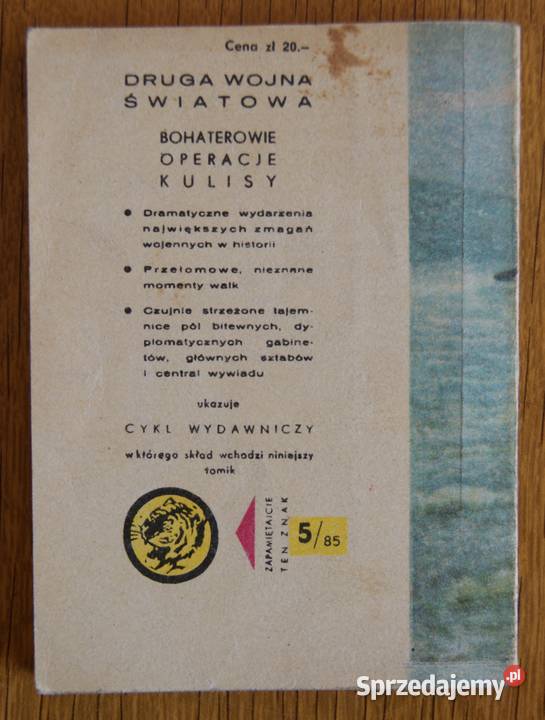 Cena zł 20.–
DRUGA WOJNA
ŚWIATOWA
BOHATEROWIE
OPERACJE
KULISY
● Dramatyczne wydarzenia
największych zmagań
wojennych w historii
● Przełomowe, nieznane
momenty walk
● Czujnie strzeżone tajem-
nice pól bitewnych, dy-
plomatycznych gabine-
tów, głównych sztabów
i central wywiadu
ukazuje
CYKL WYDAWNICZY
w którego skład wchodzi niniejszy
tomik
ZAPAMIĘTAJCIE
TEN ZNAK
5/85
Sprzedajemy.pl